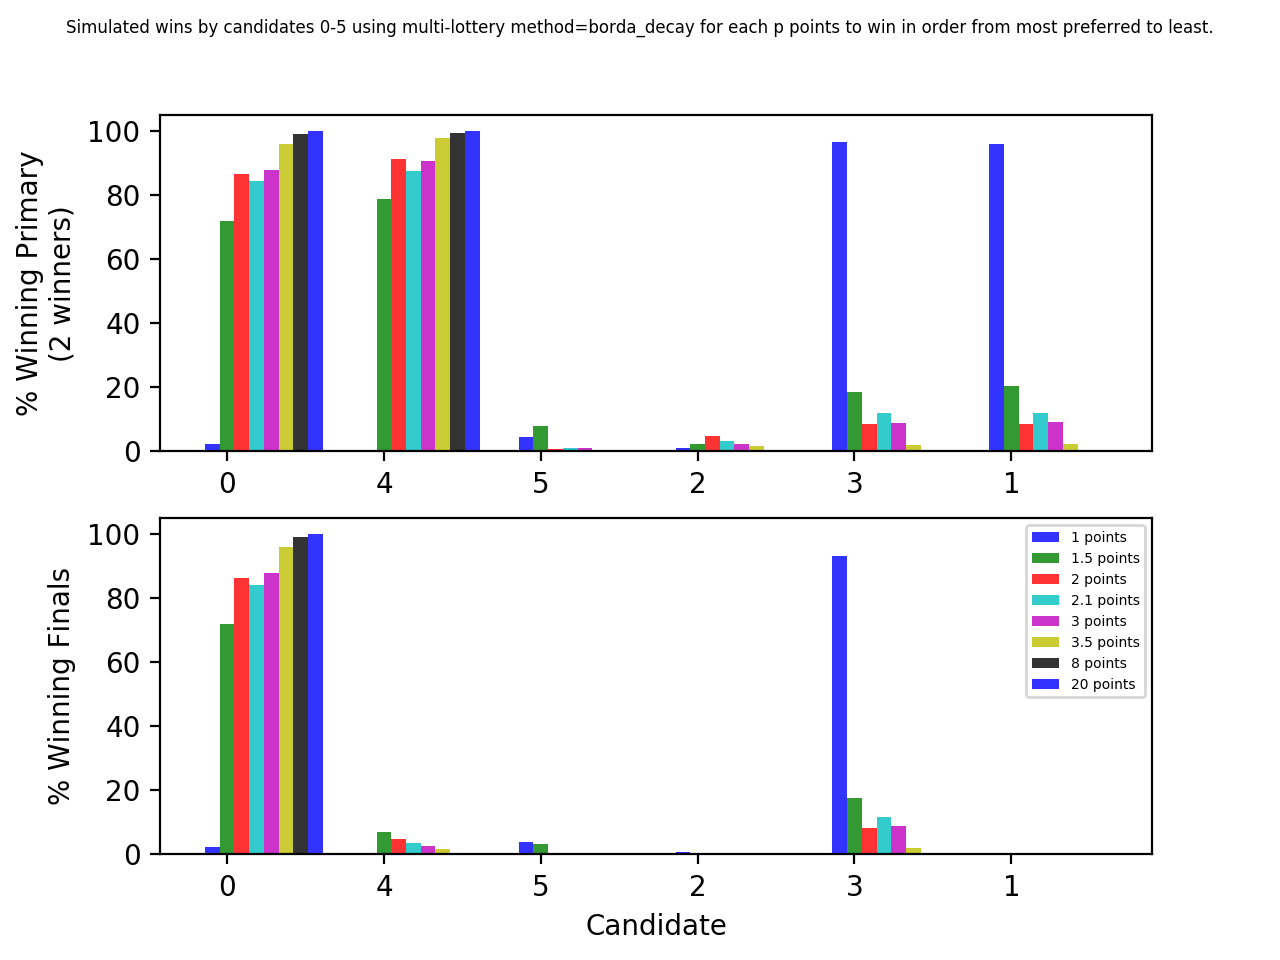 Simulated wins by candidates 0-5 using multi-lottery method=borda_decay for each p points to win in order from most preferred to least.
% Winning Primary
(2 winners)
100
80
60
40
20
0
0 4 5 2 3 1
% Winning Finals
100
80
60
40
20
0
1 points
1.5 points
2 points
2.1 points
3 points
3.5 points
8 points
20 points
0 4 5 2 3 1
Candidate